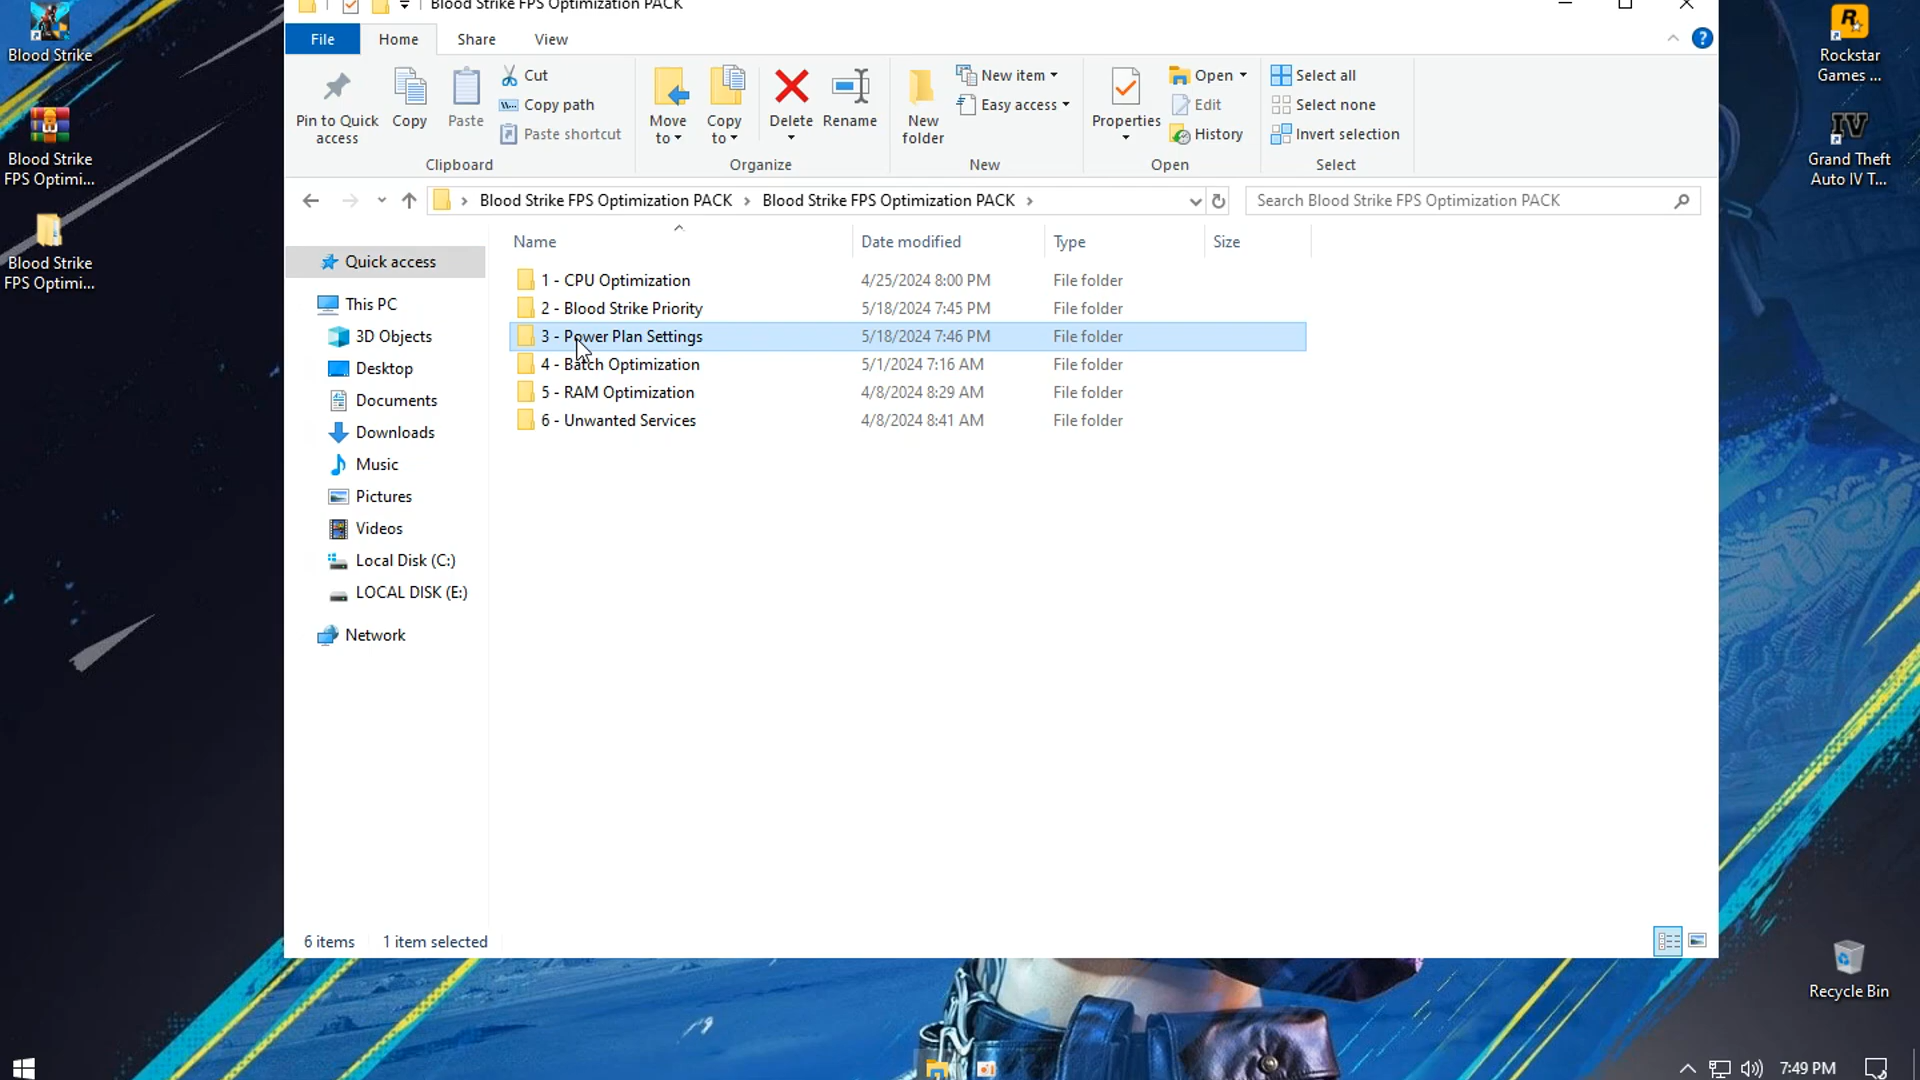 Blood Strike FPS Optimization PACK
File
Home
Share
View
Pin to Quick
access
Copy
Paste
Cut
Copy path
Paste shortcut
Clipboard
Move
to
Copy
to
Delete
Rename
Organize
New
folder
New item
Easy access
New
Properties
Open
Edit
History
Open
Select all
Select none
Invert selection
Select
Blood Strike FPS Optimization PACK
Blood Strike FPS Optimization PACK
Search Blood Strike FPS Optimization PACK
Name
Date modified
Type
Size
1 - CPU Optimization 4/25/2024 8:00 PM File folder
2 - Blood Strike Priority 5/18/2024 7:45 PM File folder
3 - Power Plan Settings 5/18/2024 7:46 PM File folder
4 - Batch Optimization 5/1/2024 7:16 AM File folder
5 - RAM Optimization 4/8/2024 8:29 AM File folder
6 - Unwanted Services 4/8/2024 8:41 AM File folder
Quick access
This PC
3D Objects
Desktop
Documents
Downloads
Music
Pictures
Videos
Local Disk (C:)
LOCAL DISK (E:)
Network
6 items
1 item selected
Blood Strike
Blood Strike
FPS Optimi...
Blood Strike
FPS Optimi...
Rockstar
Games ...
IV
Grand Theft
Auto IV T...
Recycle Bin
7:49 PM